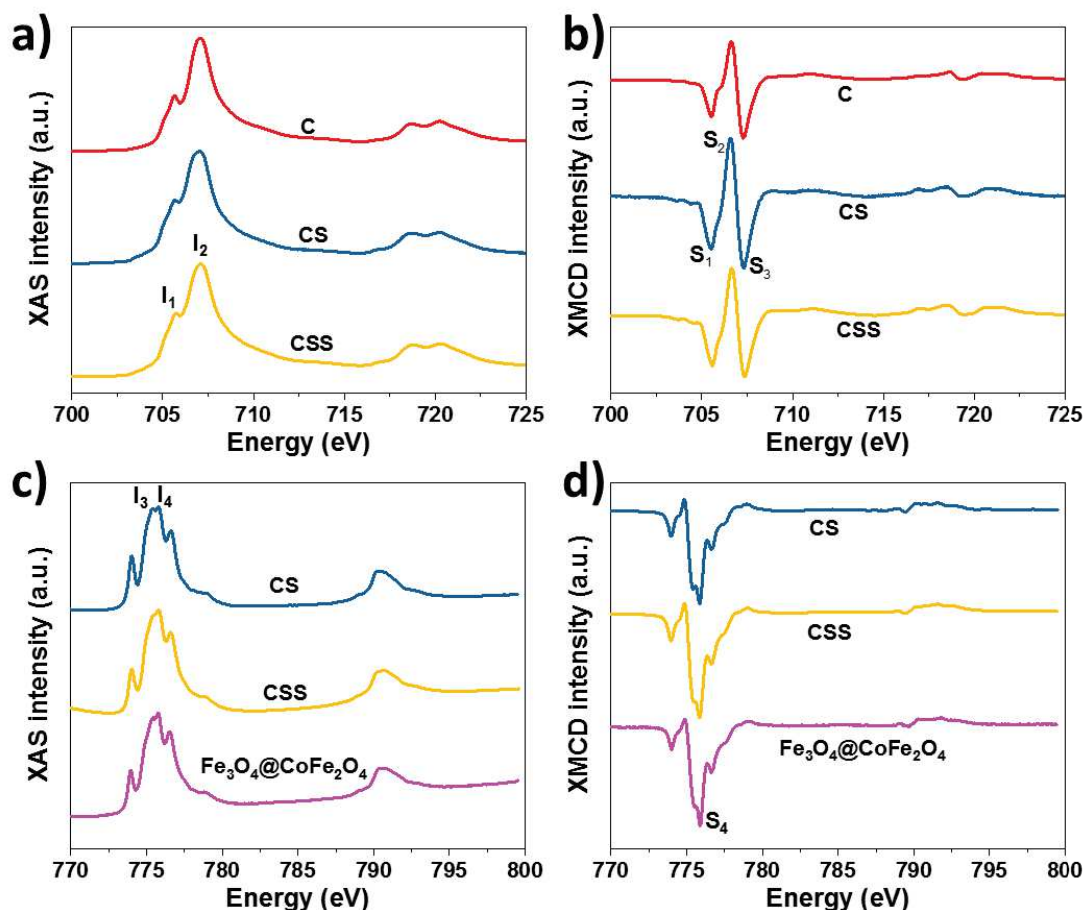 a)
XAS intensity (a.u.)
C
CS
I₂
I₁
CSS
700 705 710 715 720 725
Energy (eV)
b)
XMCD intensity (a.u.)
C
S₂
CS
S₁
S₃
CSS
700 705 710 715 720 725
Energy (eV)
c)
XAS intensity (a.u.)
I₃ I₄
CS
CSS
Fe₃O₄@CoFe₂O₄
770 775 780 785 790 795 800
Energy (eV)
d)
XMCD intensity (a.u.)
CS
CSS
Fe₃O₄@CoFe₂O₄
S₄
770 775 780 785 790 795 800
Energy (eV)